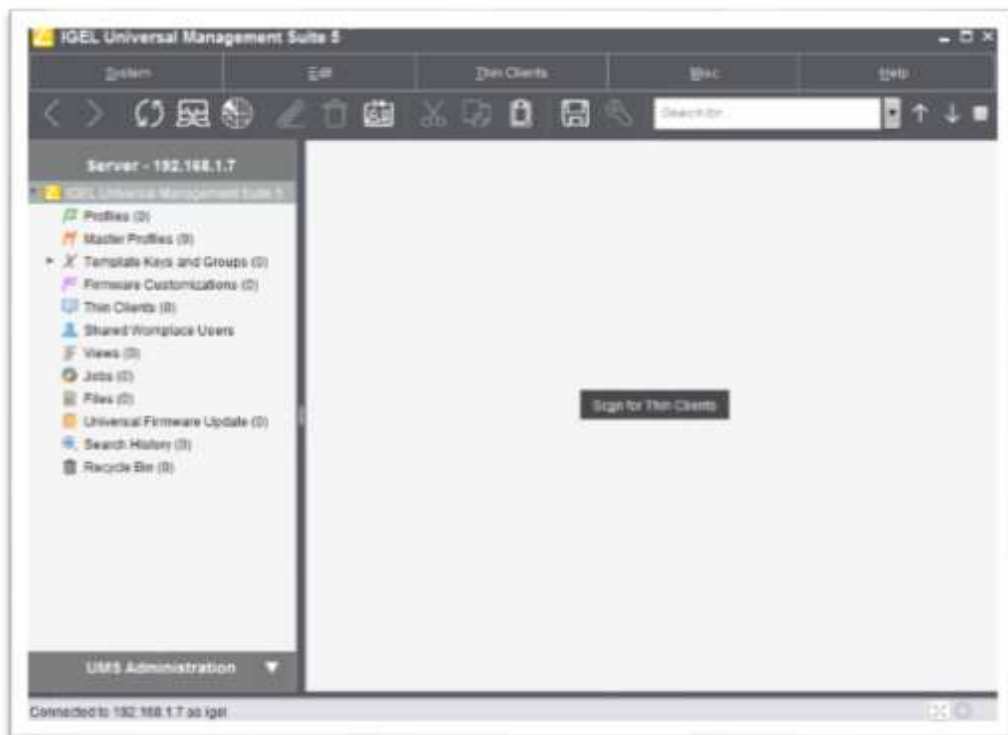 IGEL Universal Management Suite 5
System Edit Thin Clients Misc Help
Search for...
Server - 192.168.1.7
IGEL Universal Management Suite 5
Profiles (0)
Master Profiles (0)
Template Keys and Groups (0)
Firmware Customizations (0)
Thin Clients (0)
Shared Workplace Users
Views (0)
Jobs (0)
Files (0)
Universal Firmware Update (0)
Search History (0)
Recycle Bin (0)
Scan for Thin Clients
UMS Administration
Connected to 192.168.1.7 as igel